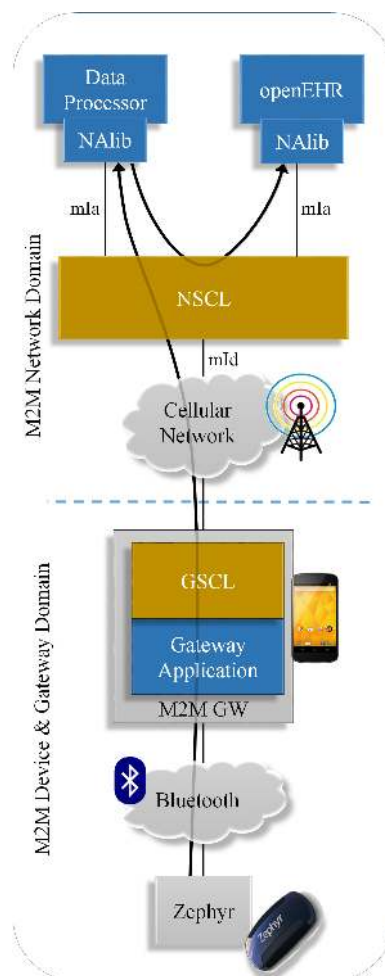 Data
Processor
NAlib
openEHR
NAlib
mIa
mIa
NSCL
mId
Cellular
Network
M2M Network Domain
GSCL
Gateway
Application
M2M GW
Bluetooth
Zephyr
Zephyr
M2M Device & Gateway Domain